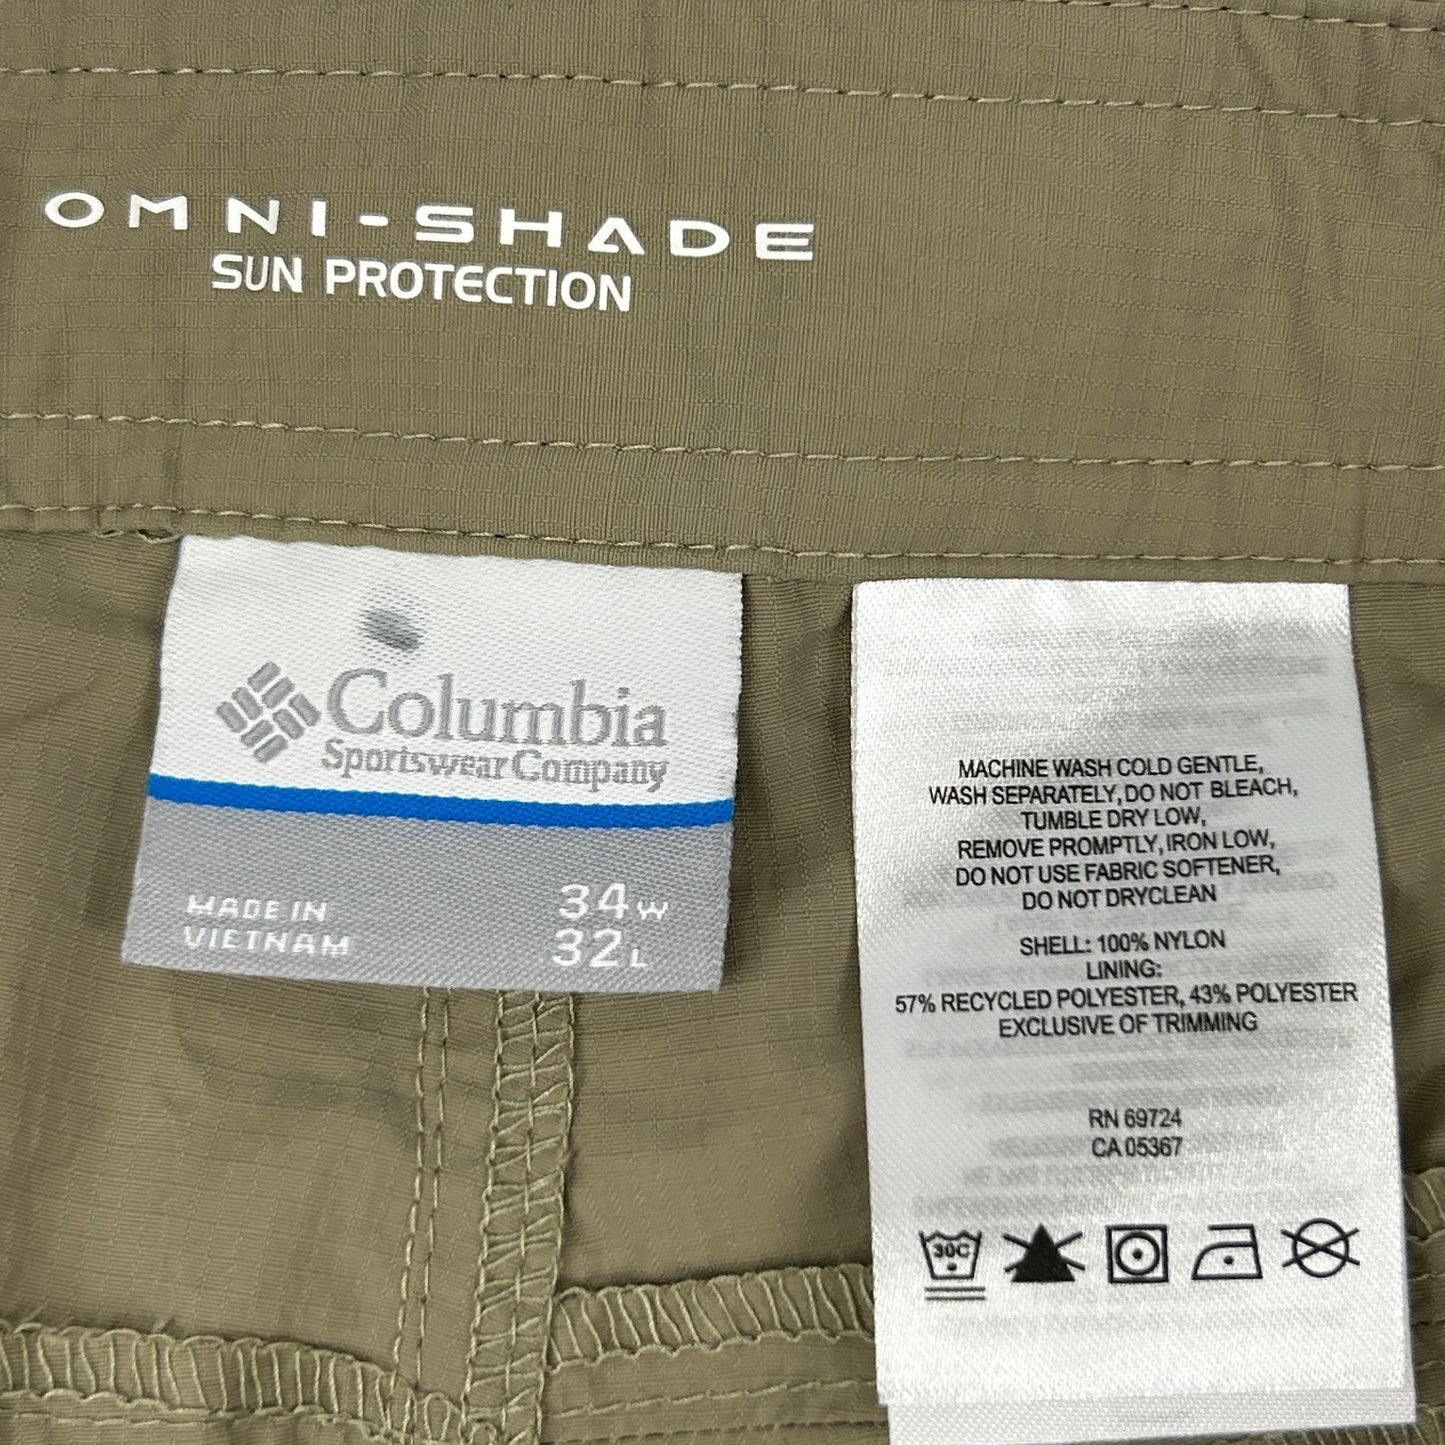 OMNI-SHADE
SUN PROTECTION
Columbia
Sportswear Company
MADE IN
VIETNAM
34W
32L
MACHINE WASH COLD GENTLE,
WASH SEPARATELY, DO NOT BLEACH,
TUMBLE DRY LOW,
REMOVE PROMPTLY, IRON LOW,
DO NOT USE FABRIC SOFTENER,
DO NOT DRYCLEAN
SHELL: 100% NYLON
LINING:
57% RECYCLED POLYESTER, 43% POLYESTER
EXCLUSIVE OF TRIMMING
RN 69724
CA 05367
30C